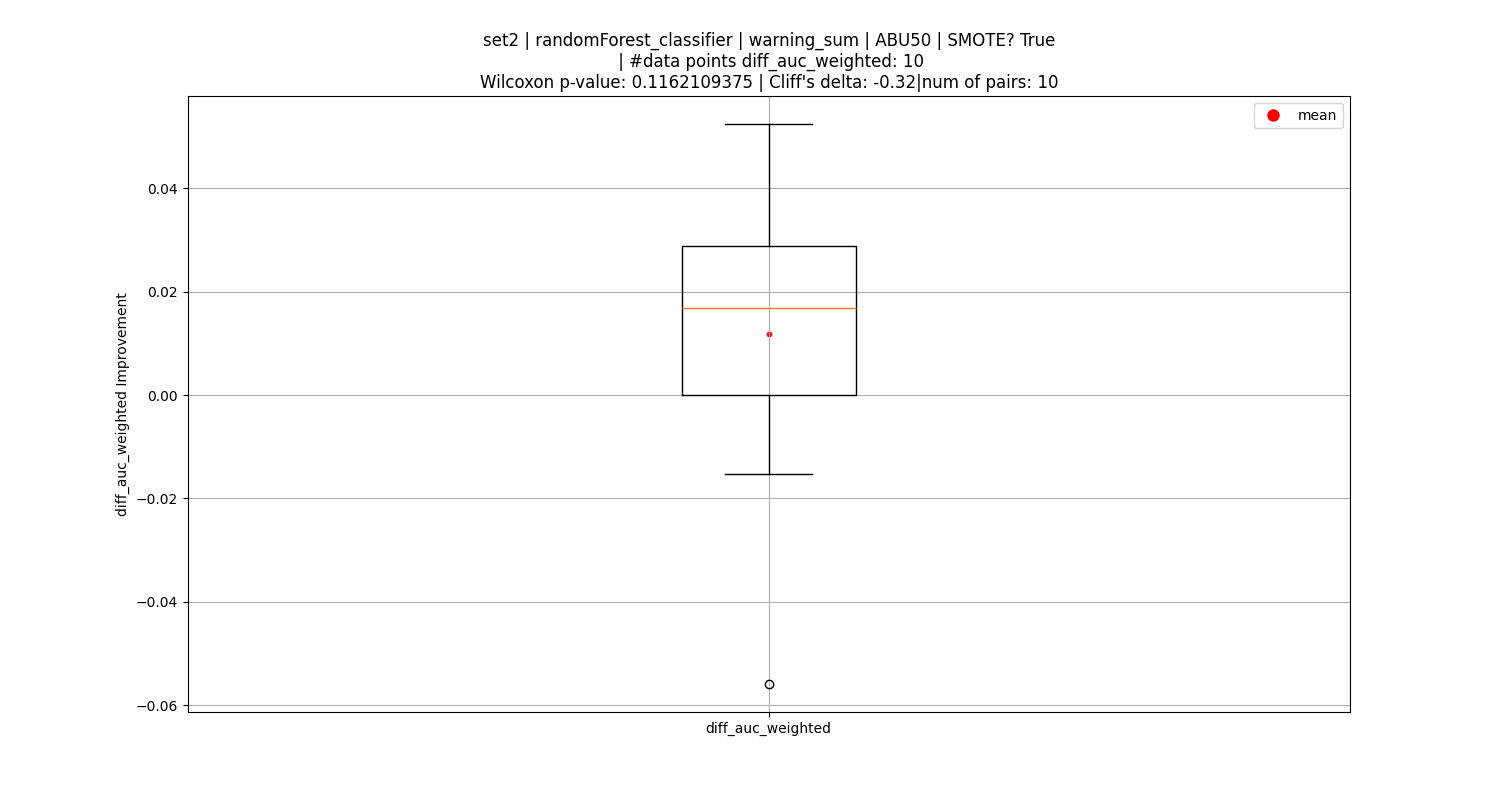 set2 | randomForest_classifier | warning_sum | ABU50 | SMOTE? True
| #data points diff_auc_weighted: 10
Wilcoxon p-value: 0.1162109375 | Cliff's delta: -0.32|num of pairs: 10
mean
0.04
0.02
0.00
−0.02
−0.04
−0.06
diff_auc_weighted Improvement
diff_auc_weighted